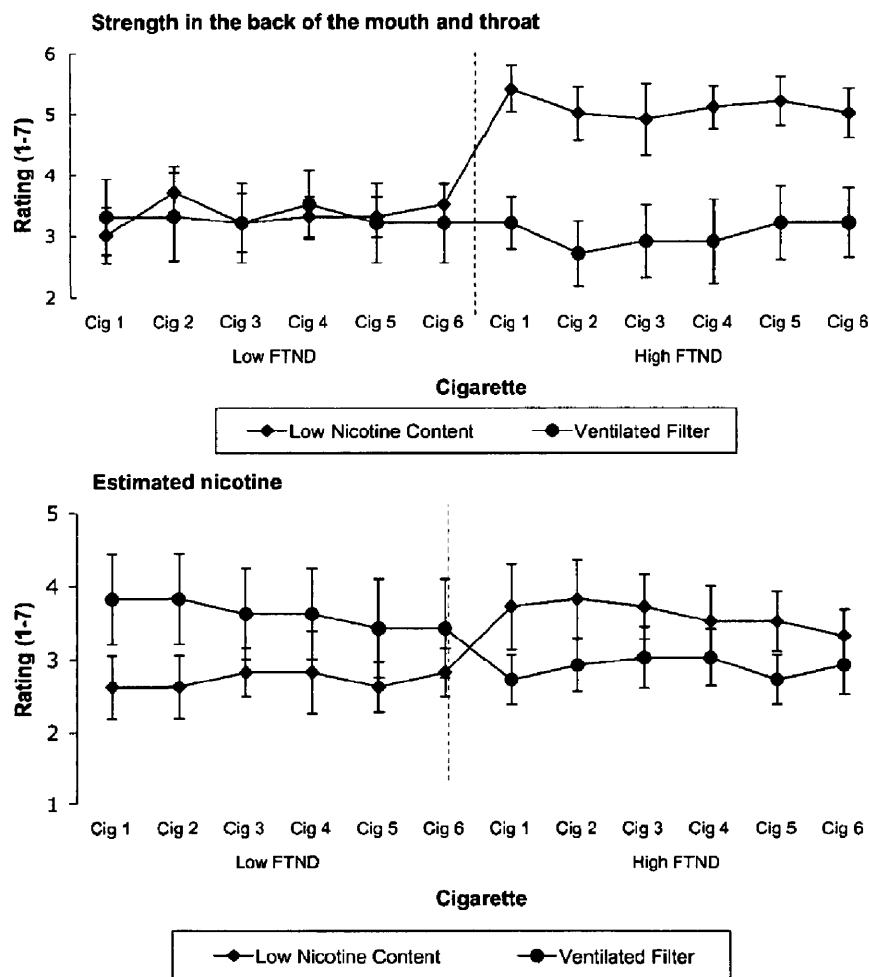 Strength in the back of the mouth and throat
Rating (1-7)
6
5
4
3
2
Cig 1 Cig 2 Cig 3 Cig 4 Cig 5 Cig 6 Cig 1 Cig 2 Cig 3 Cig 4 Cig 5 Cig 6
Low FTND High FTND
Cigarette
Low Nicotine Content Ventilated Filter
Estimated nicotine
Rating (1-7)
5
4
3
2
1
Cig 1 Cig 2 Cig 3 Cig 4 Cig 5 Cig 6 Cig 1 Cig 2 Cig 3 Cig 4 Cig 5 Cig 6
Low FTND High FTND
Cigarette
Low Nicotine Content Ventilated Filter